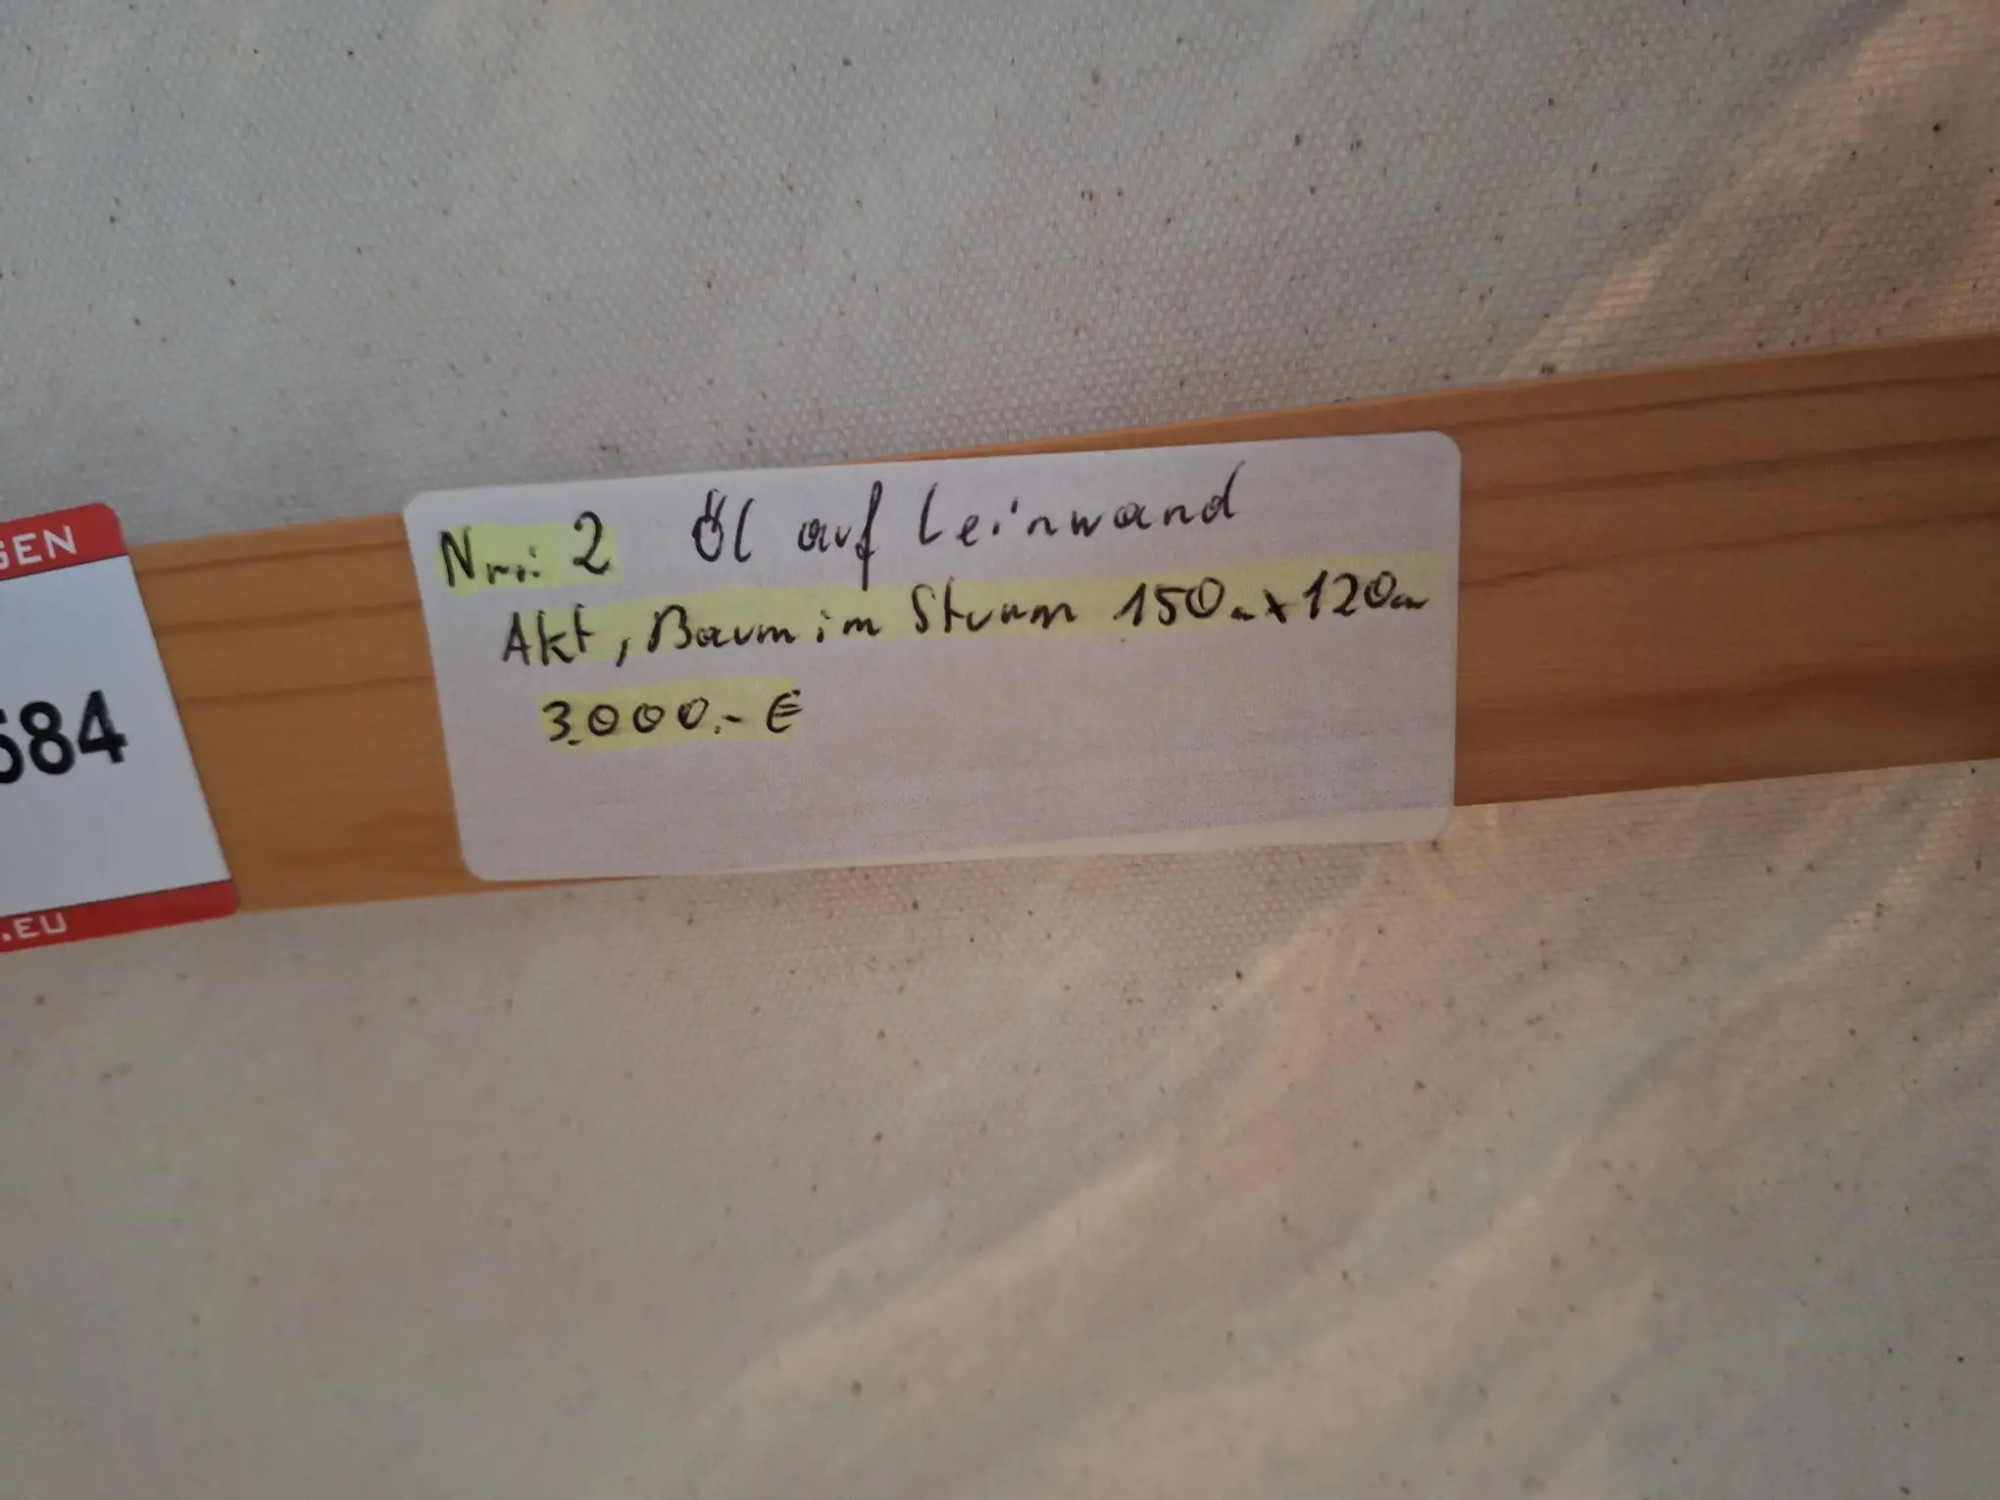 GEN
684
.EU
Nr.: 2 Öl auf Leinwand
Akt, Baum im Sturm 150cm x 120cm
3.000.- €